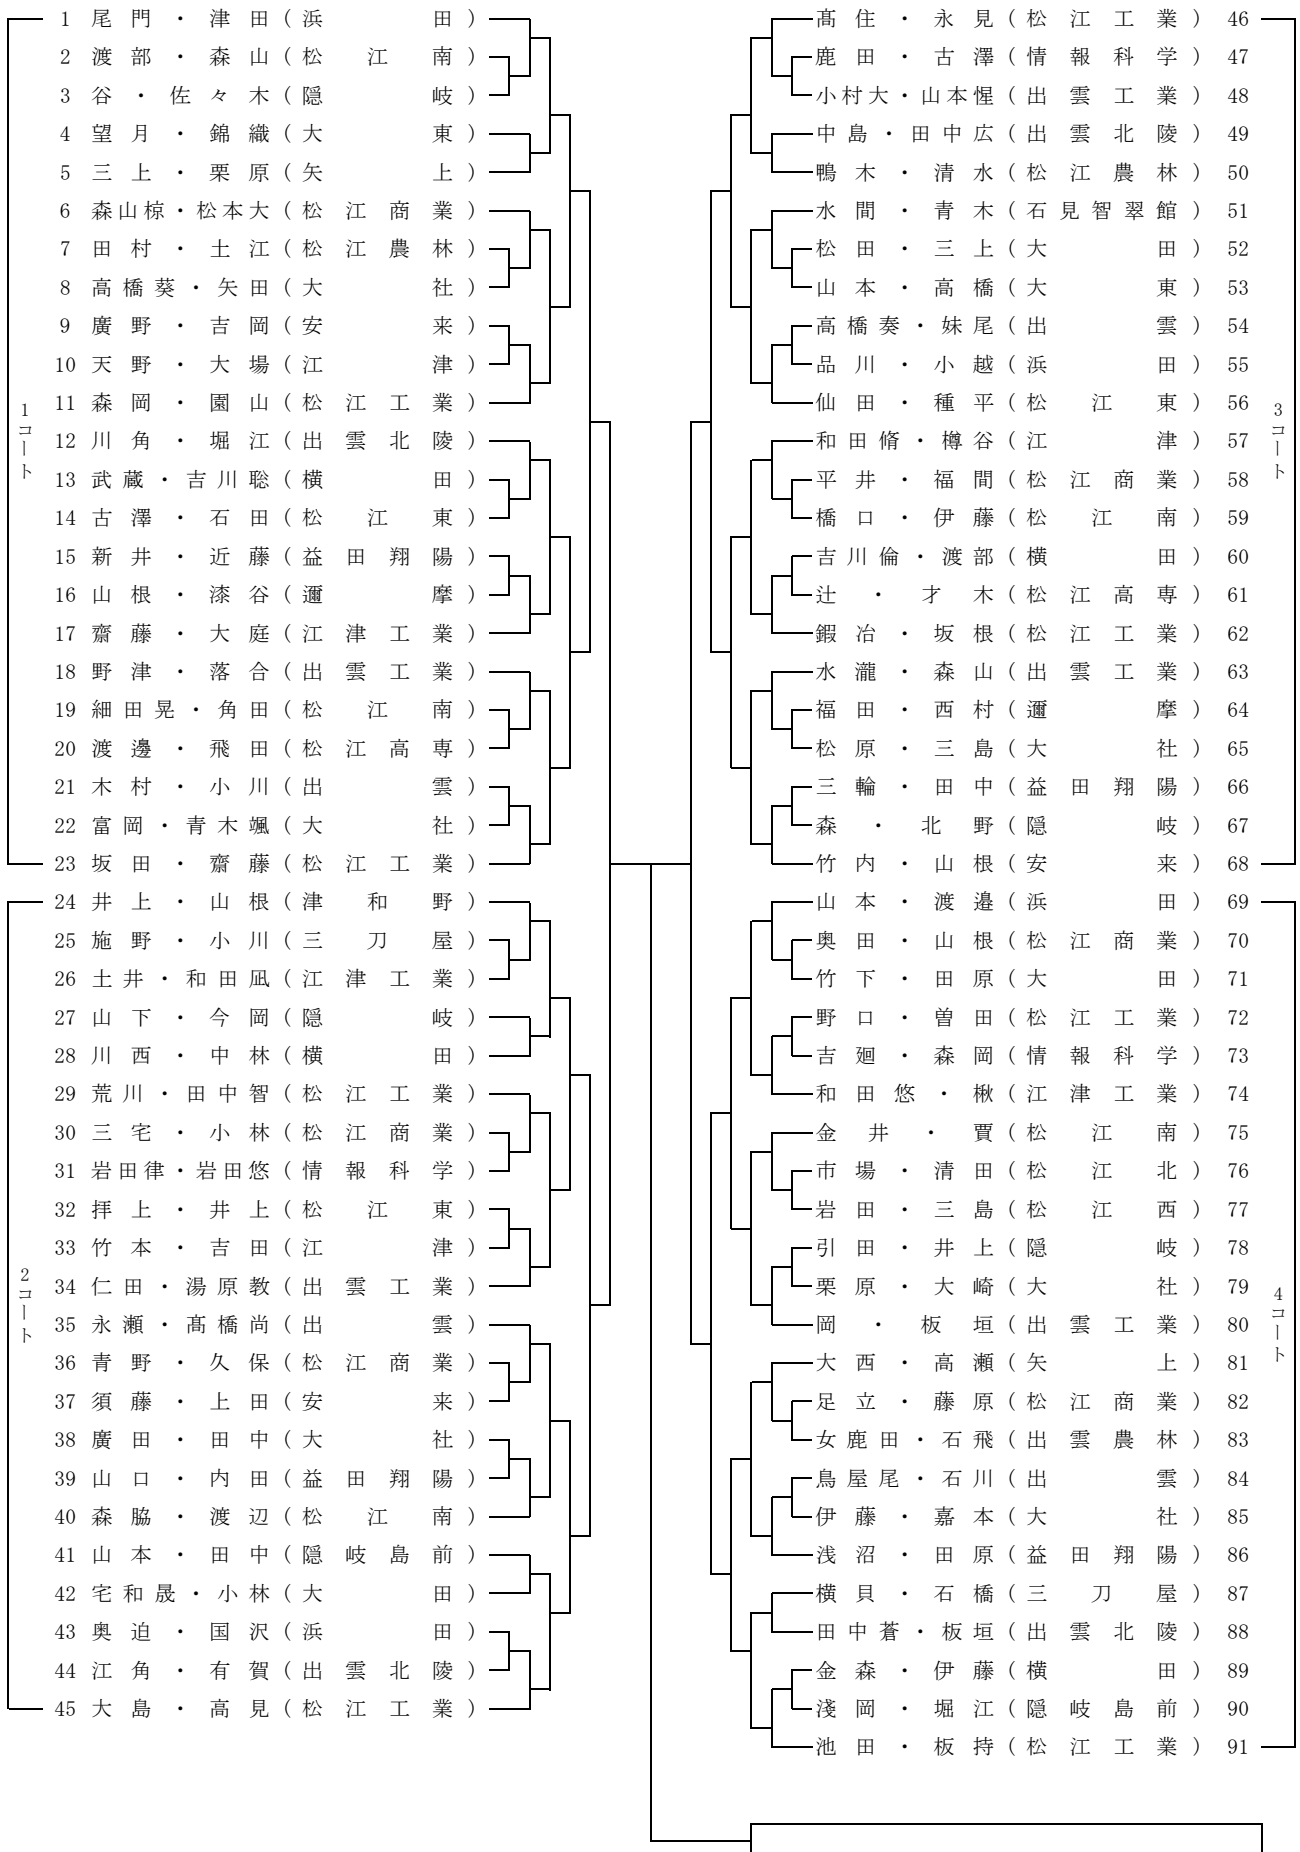 1 尾門・津田(浜田)
2 渡部・森山(松江南)
3 谷・佐々木(隠岐)
4 望月・錦織(大東)
5 三上・栗原(矢上)
6 森山椋・松本大(松江商業)
7 田村・土江(松江農林)
8 高橋葵・矢田(大社)
9 廣野・吉岡(安来)
10 天野・大場(江津)
11 森岡・園山(松江工業)
12 川角・堀江(出雲北陵)
13 武蔵・吉川聡(横田)
14 古澤・石田(松江東)
15 新井・近藤(益田翔陽)
16 山根・漆谷(邇摩)
17 齋藤・大庭(江津工業)
18 野津・落合(出雲工業)
19 細田晃・角田(松江南)
20 渡邊・飛田(松江高専)
21 木村・小川(出雲)
22 富岡・青木颯(大社)
23 坂田・齋藤(松江工業)
24 井上・山根(津和野)
25 施野・小川(三刀屋)
26 土井・和田凪(江津工業)
27 山下・今岡(隠岐)
28 川西・中林(横田)
29 荒川・田中智(松江工業)
30 三宅・小林(松江商業)
31 岩田律・岩田悠(情報科学)
32 拝上・井上(松江東)
33 竹本・吉田(江津)
34 仁田・湯原教(出雲工業)
35 永瀬・髙橋尚(出雲)
36 青野・久保(松江商業)
37 須藤・上田(安来)
38 廣田・田中(大社)
39 山口・内田(益田翔陽)
40 森脇・渡辺(松江南)
41 山本・田中(隠岐島前)
42 宅和晟・小林(大田)
43 奥迫・国沢(浜田)
44 江角・有賀(出雲北陵)
45 大島・高見(松江工業)
1コート
2コート
髙住・永見(松江工業) 46
鹿田・古澤(情報科学) 47
小村大・山本惺(出雲工業) 48
中島・田中広(出雲北陵) 49
鴨木・清水(松江農林) 50
水間・青木(石見智翠館) 51
松田・三上(大田) 52
山本・高橋(大東) 53
高橋奏・妹尾(出雲) 54
品川・小越(浜田) 55
仙田・種平(松江東) 56
和田脩・樽谷(江津) 57
平井・福間(松江商業) 58
橋口・伊藤(松江南) 59
吉川倫・渡部(横田) 60
辻・才木(松江高専) 61
鍜冶・坂根(松江工業) 62
水瀧・森山(出雲工業) 63
福田・西村(邇摩) 64
松原・三島(大社) 65
三輪・田中(益田翔陽) 66
森・北野(隠岐) 67
竹内・山根(安来) 68
山本・渡邉(浜田) 69
奥田・山根(松江商業) 70
竹下・田原(大田) 71
野口・曽田(松江工業) 72
吉廻・森岡(情報科学) 73
和田悠・楸(江津工業) 74
金井・賈(松江南) 75
市場・清田(松江北) 76
岩田・三島(松江西) 77
引田・井上(隠岐) 78
栗原・大崎(大社) 79
岡・板垣(出雲工業) 80
大西・高瀬(矢上) 81
足立・藤原(松江商業) 82
女鹿田・石飛(出雲農林) 83
鳥屋尾・石川(出雲) 84
伊藤・嘉本(大社) 85
浅沼・田原(益田翔陽) 86
横貝・石橋(三刀屋) 87
田中蒼・板垣(出雲北陵) 88
金森・伊藤(横田) 89
淺岡・堀江(隠岐島前) 90
池田・板持(松江工業) 91
3コート
4コート